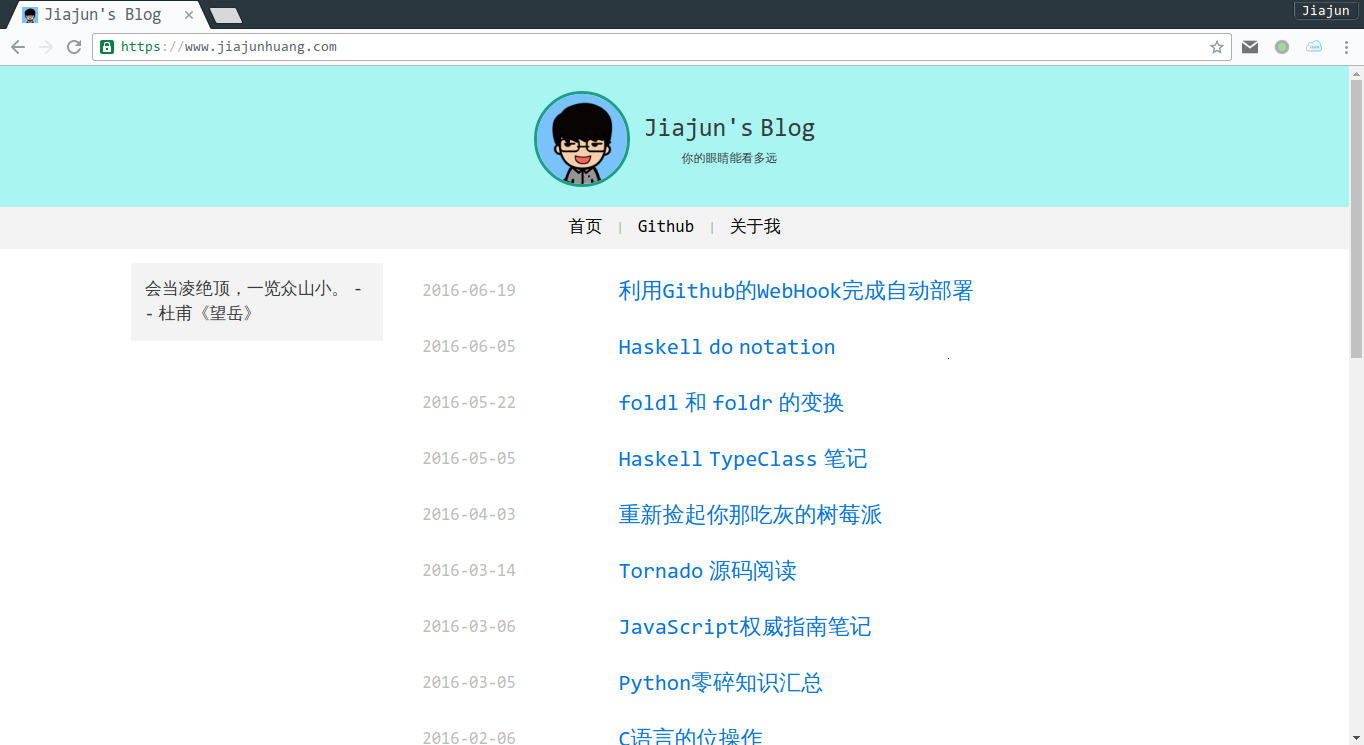 Jiajun's Blog
Jiajun
https://www.jiajunhuang.com
Jiajun's Blog
你的眼睛能看多远
首页 | Github | 关于我
会当凌绝顶，一览众山小。 -
- 杜甫《望岳》
2016-06-19 利用Github的WebHook完成自动部署
2016-06-05 Haskell do notation
2016-05-22 foldl 和 foldr 的变换
2016-05-05 Haskell TypeClass 笔记
2016-04-03 重新捡起你那吃灰的树莓派
2016-03-14 Tornado 源码阅读
2016-03-06 JavaScript权威指南笔记
2016-03-05 Python零碎知识汇总
2016-02-06 C语言的位操作